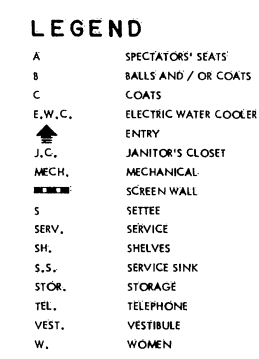 LEGEND
A SPECTATORS' SEATS
B BALLS AND / OR COATS
C COATS
E.W.C. ELECTRIC WATER COOLER
ENTRY
J.C. JANITOR'S CLOSET
MECH. MECHANICAL
SCREEN WALL
S SETTEE
SERV. SERVICE
SH. SHELVES
S.S. SERVICE SINK
STOR. STORAGE
TEL. TELEPHONE
VEST. VESTIBULE
W. WOMEN